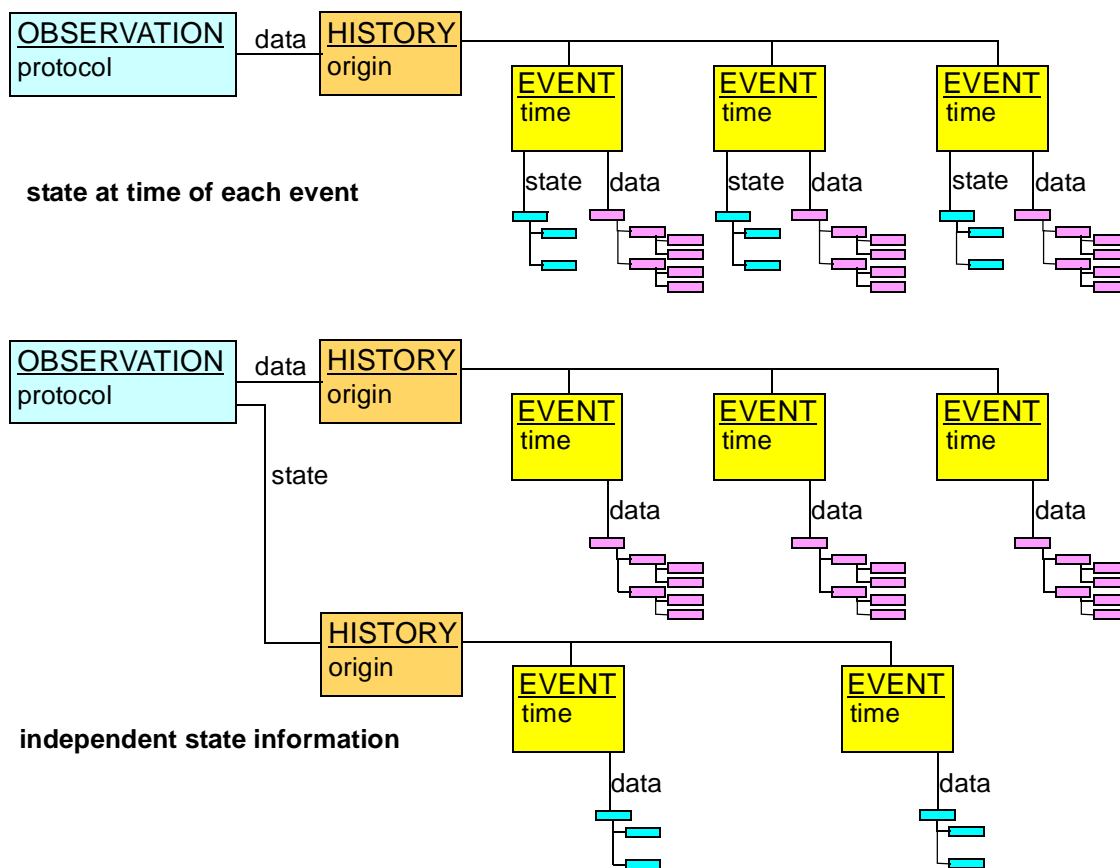 OBSERVATION
protocol
data
HISTORY
origin
EVENT
time
EVENT
time
EVENT
time
state
data
state
data
state
data
state at time of each event
OBSERVATION
protocol
data
HISTORY
origin
EVENT
time
EVENT
time
EVENT
time
state
data
data
data
HISTORY
origin
EVENT
time
EVENT
time
independent state information
data
data